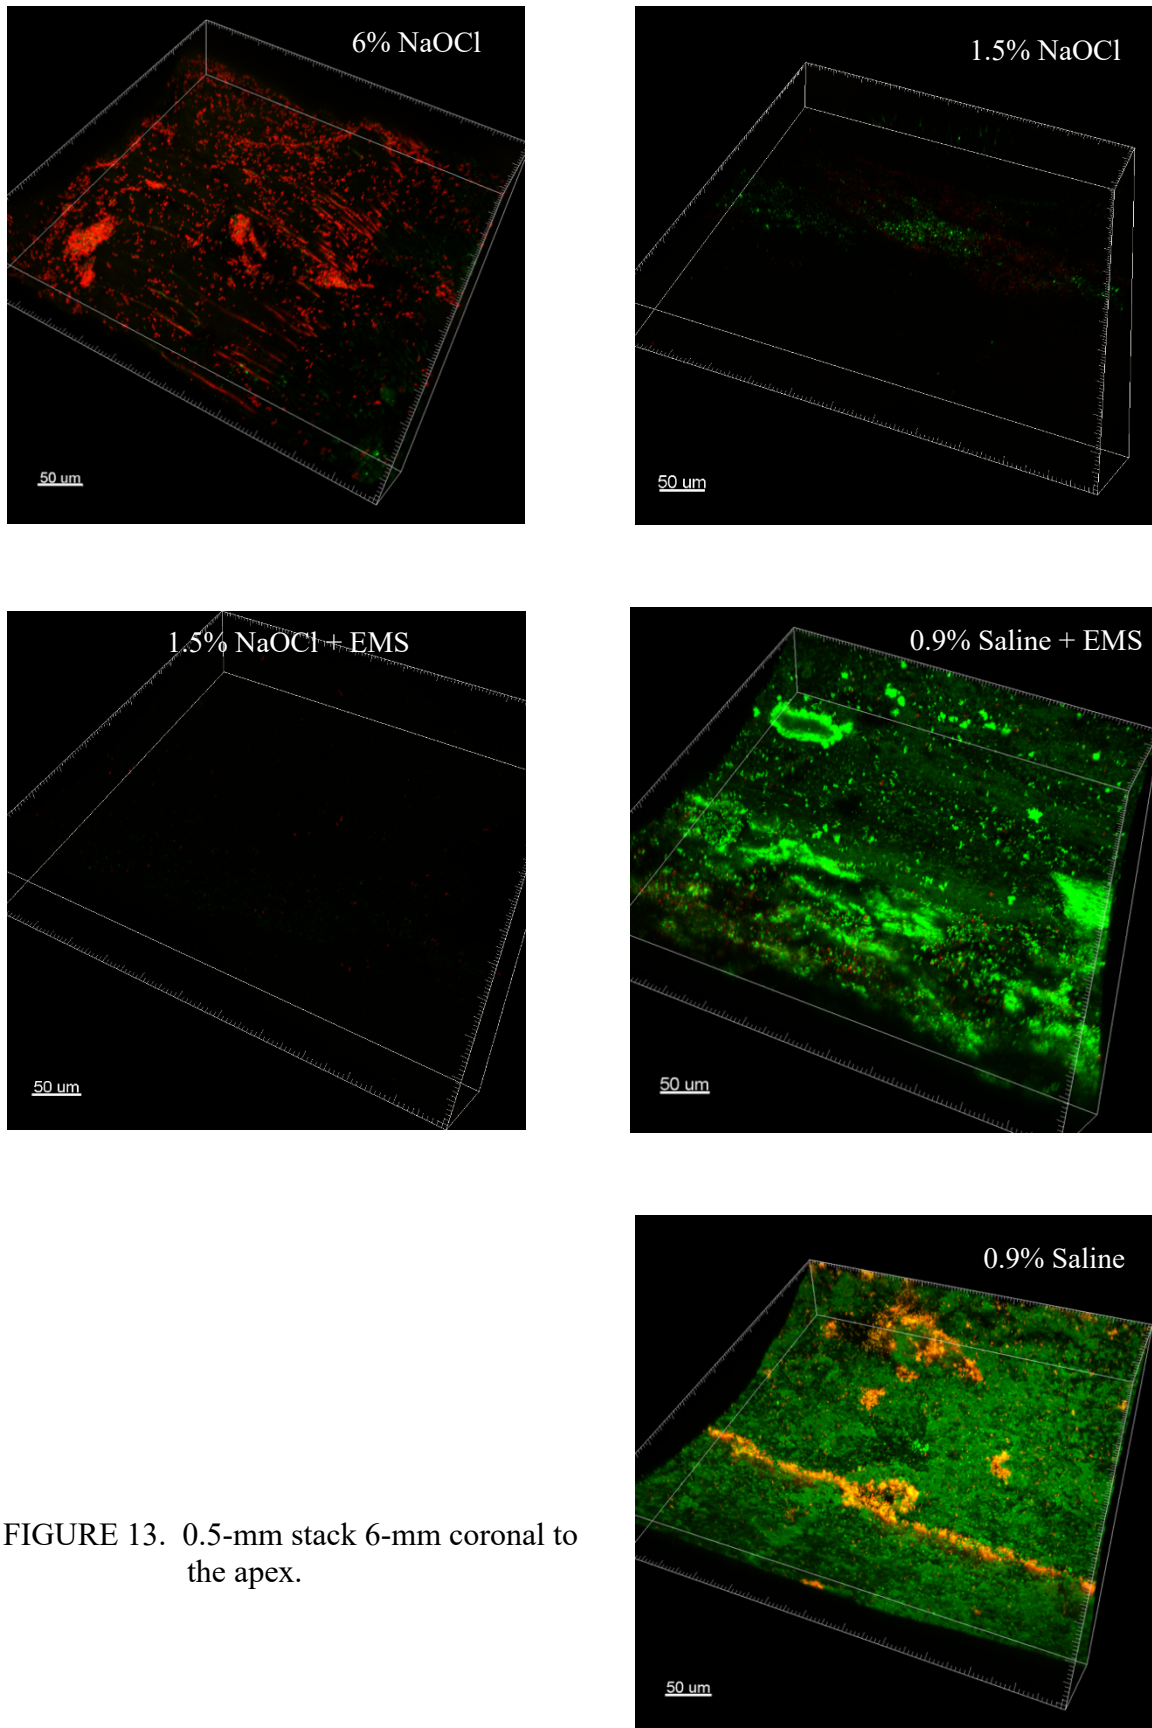 6% NaOCl
1.5% NaOCl
50 um
50 um
1.5% NaOCl + EMS
0.9% Saline + EMS
50 um
50 um
0.9% Saline
FIGURE 13. 0.5-mm stack 6-mm coronal to
the apex.
50 um